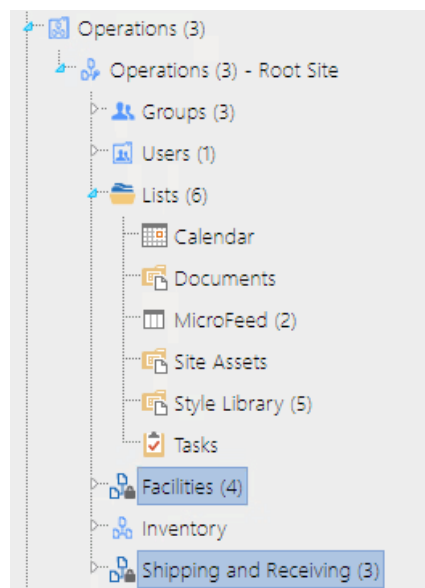 Operations (3)
Operations (3) - Root Site
Groups (3)
Users (1)
Lists (6)
Calendar
Documents
MicroFeed (2)
Site Assets
Style Library (5)
Tasks
Facilities (4)
Inventory
Shipping and Receiving (3)